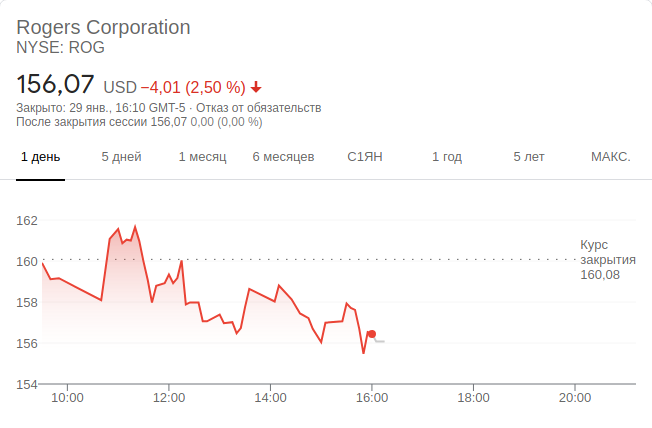 Rogers Corporation
NYSE: ROG
156,07 USD −4,01 (2,50 %)
Закрыто: 29 янв., 16:10 GMT-5 · Отказ от обязательств
После закрытия сессии 156,07 0,00 (0,00 %)
1 день 5 дней 1 месяц 6 месяцев С1ЯН 1 год 5 лет МАКС.
162
Курс
160 закрытия
160,08
158
156
154
10:00 12:00 14:00 16:00 18:00 20:00